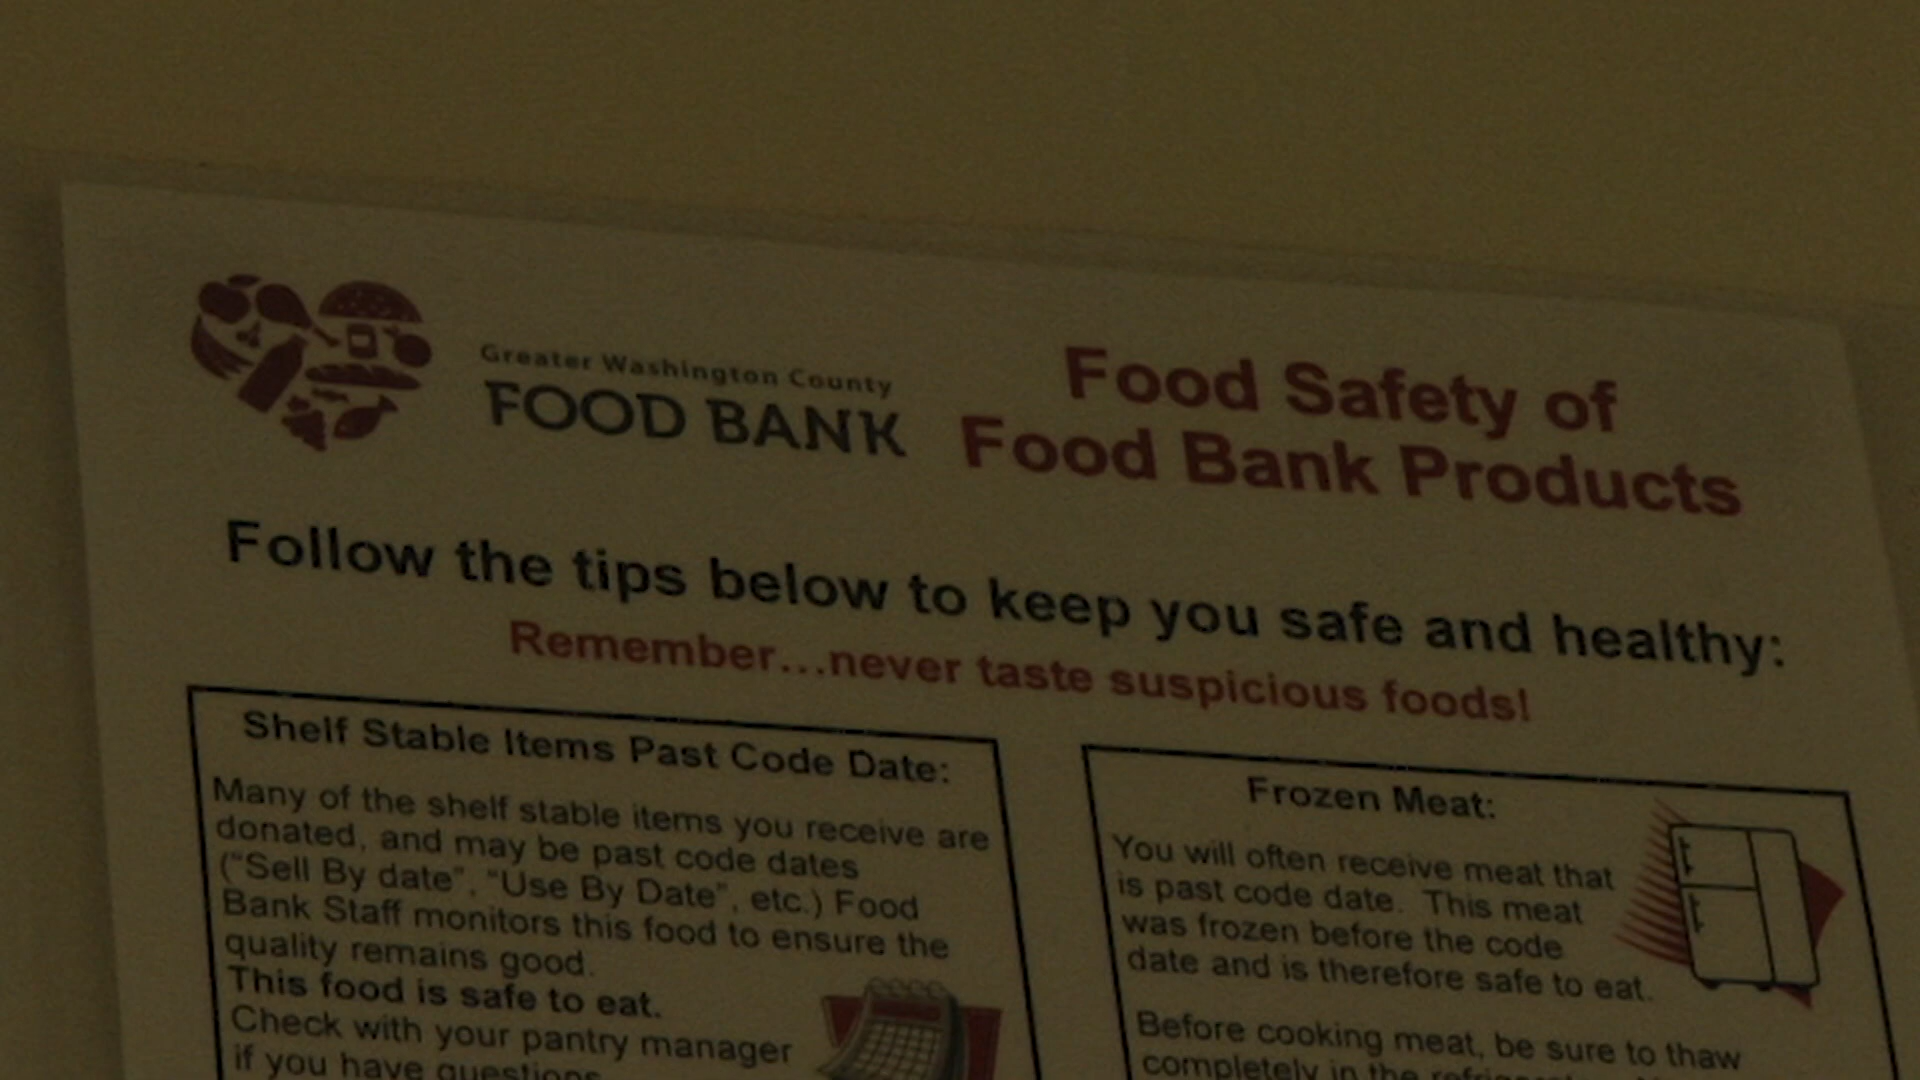 Greater Washington County
FOOD BANK
Food Safety of
Food Bank Products
Follow the tips below to keep you safe and healthy:
Remember...never taste suspicious foods!
Shelf Stable Items Past Code Date:
Many of the shelf stable items you receive are
donated, and may be past code dates
("Sell By date", "Use By Date", etc.) Food
Bank Staff monitors this food to ensure the
quality remains good.
This food is safe to eat.
Check with your pantry manager
if you have questions
Frozen Meat:
You will often receive meat that
is past code date. This meat
was frozen before the code
date and is therefore safe to eat.
Before cooking meat, be sure to thaw
completely in the